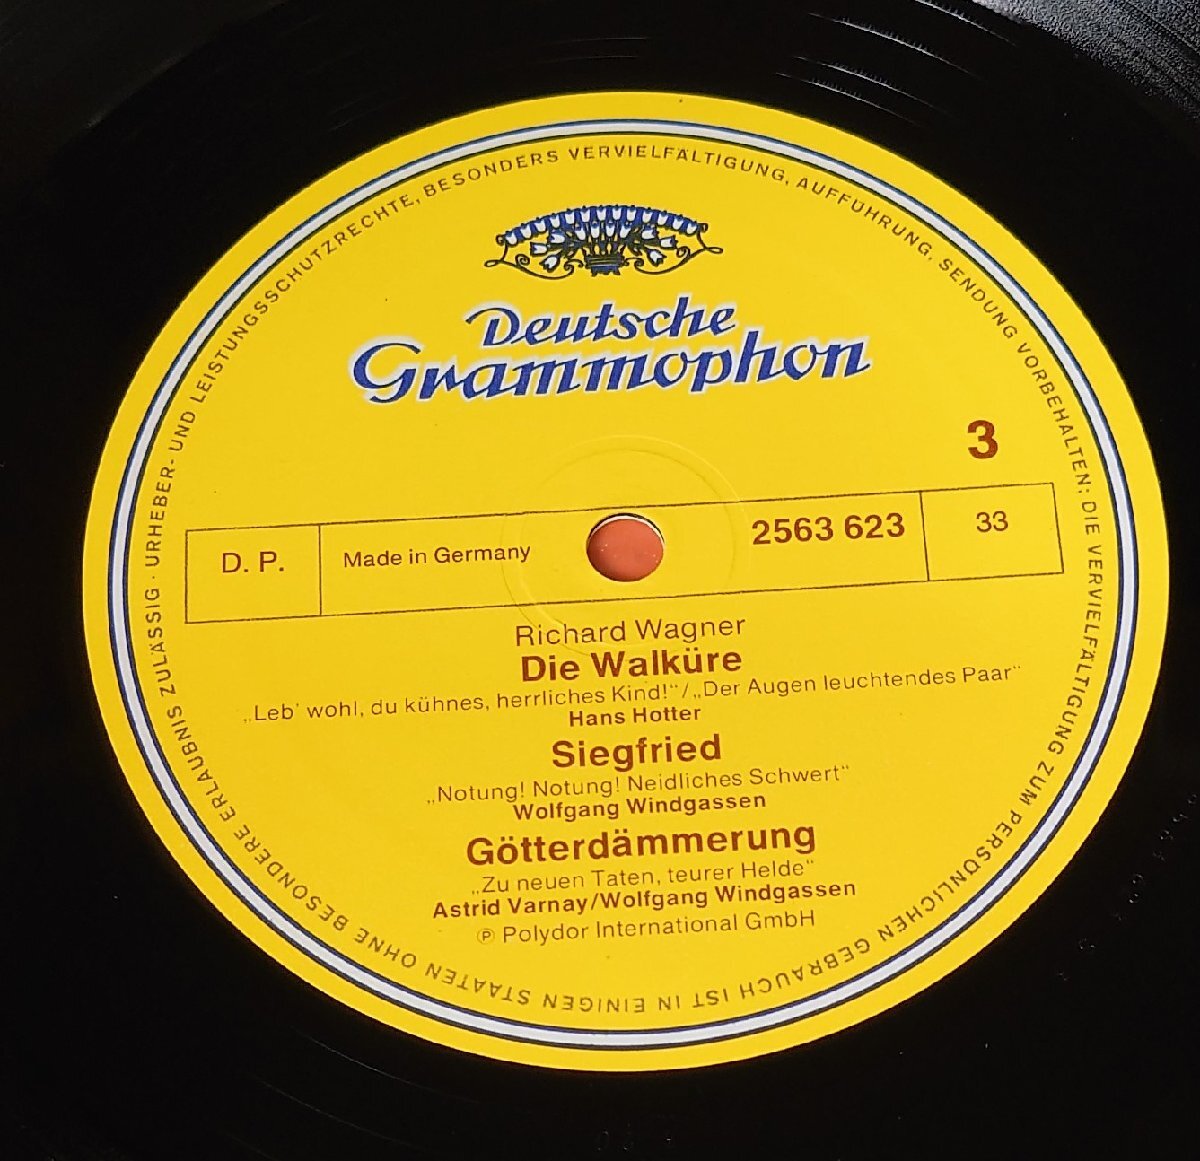 URHEBER- UND LEISTUNGSSCHUTZRECHTE, BESONDERS VERVIELFÄLTIGUNG, AUFFÜHRUNG, SENDUNG VORBEHALTEN; DIE VERVIELFÄLTIGUNG ZUM PERSÖNLICHEN GEBRAUCH IST IN EINIGEN STAATEN OHNE BESONDERE ERLAUBNIS ZULÄSSIG ·
Deutsche
Grammophon
3
D. P. Made in Germany 2563 623 33
Richard Wagner
Die Walküre
„Leb' wohl, du kühnes, herrliches Kind!“/„Der Augen leuchtendes Paar“
Hans Hotter
Siegfried
„Notung! Notung! Neidliches Schwert“
Wolfgang Windgassen
Götterdämmerung
„Zu neuen Taten, teurer Helde“
Astrid Varnay/Wolfgang Windgassen
℗ Polydor International GmbH